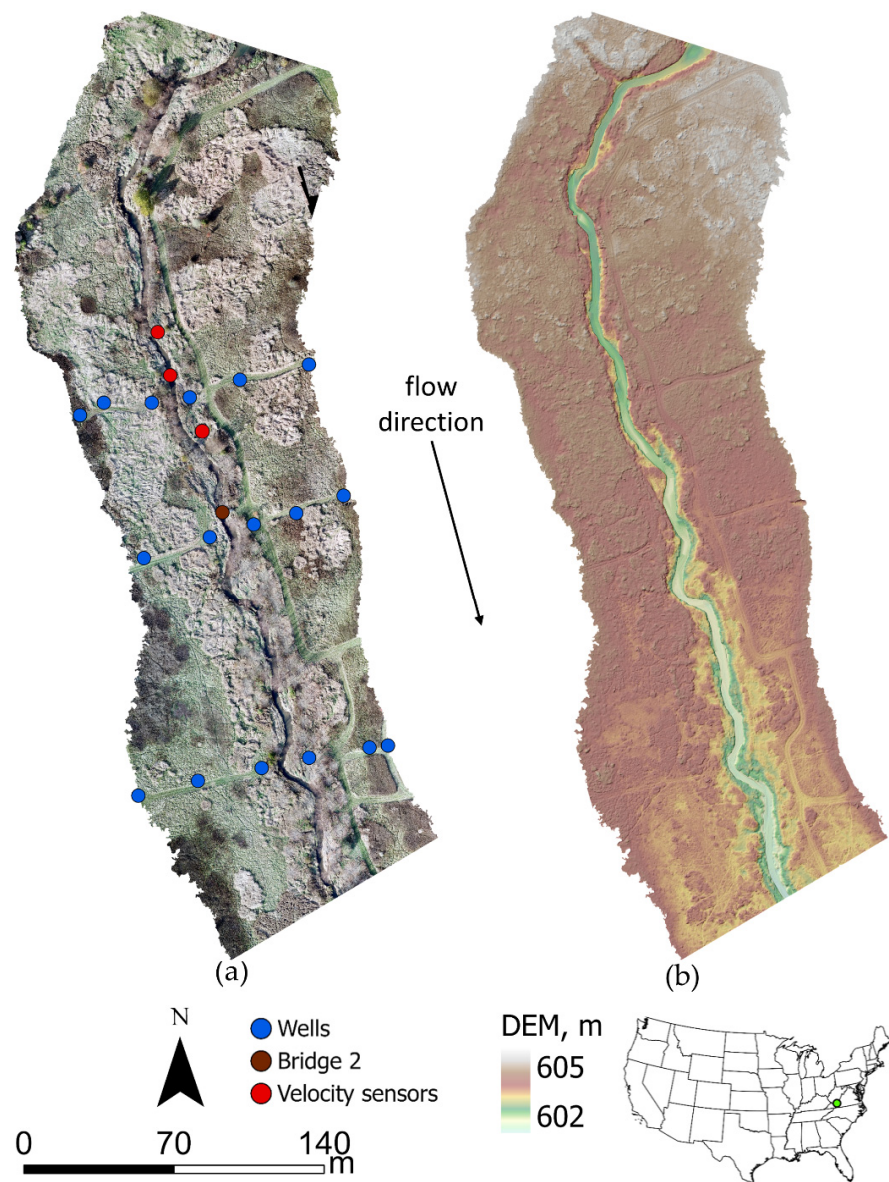 flow
direction
(a)
(b)
N
Wells
Bridge 2
Velocity sensors
0 70 140
m
DEM, m
605
602